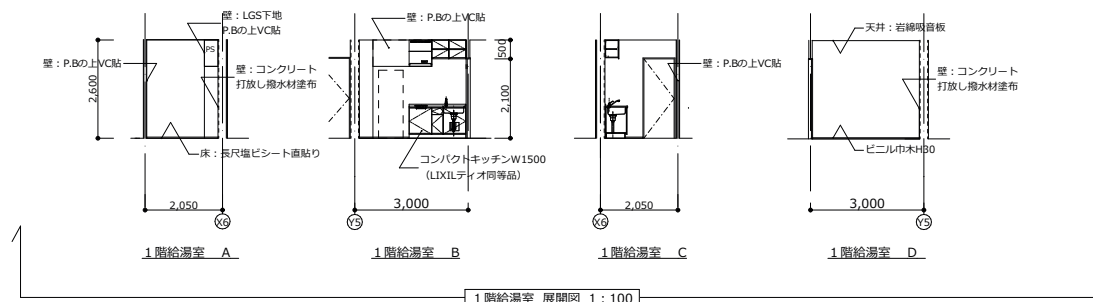 壁：LGS下地
P.Bの上VC貼
PS
壁：P.Bの上VC貼
2,600
壁：コンクリート
打放し撥水材塗布
床：長尺塩ビシート直貼り
2,050
X6
1階給湯室 A
壁：P.Bの上VC貼
500
2,100
コンパクトキッチンW1500
（LIXILティオ同等品）
3,000
Y5
1階給湯室 B
壁：P.Bの上VC貼
X6
2,050
1階給湯室 C
天井：岩綿吸音板
壁：コンクリート
打放し撥水材塗布
ビニル巾木H30
3,000
Y5
1階給湯室 D
1階給湯室 展開図 1：100